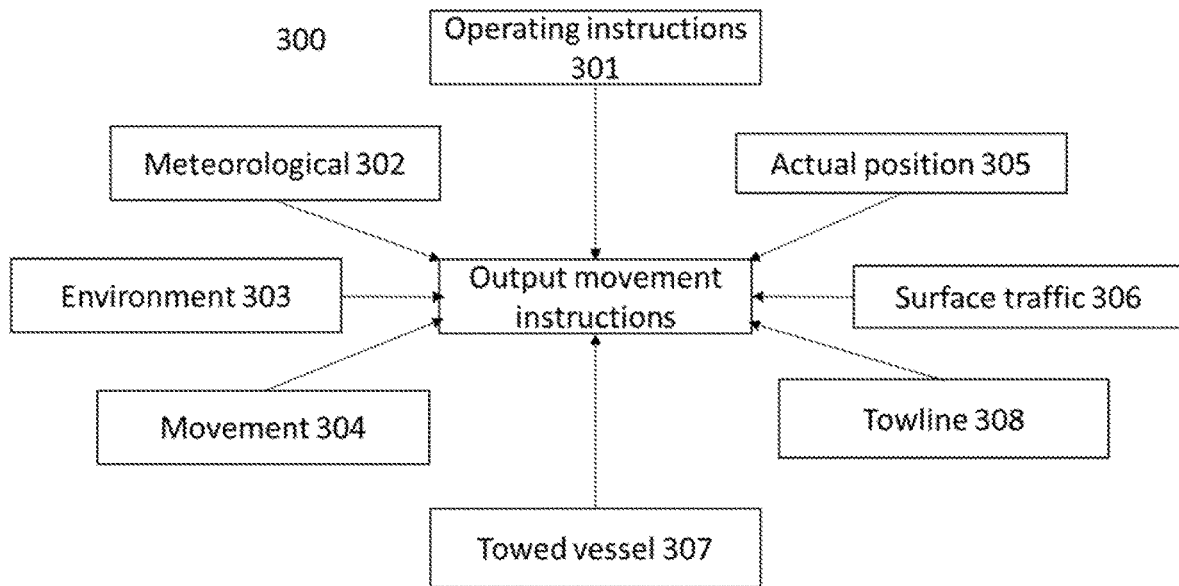 300
Operating instructions
301
Meteorological 302
Actual position 305
Environment 303
Output movement
instructions
Surface traffic 306
Movement 304
Towline 308
Towed vessel 307